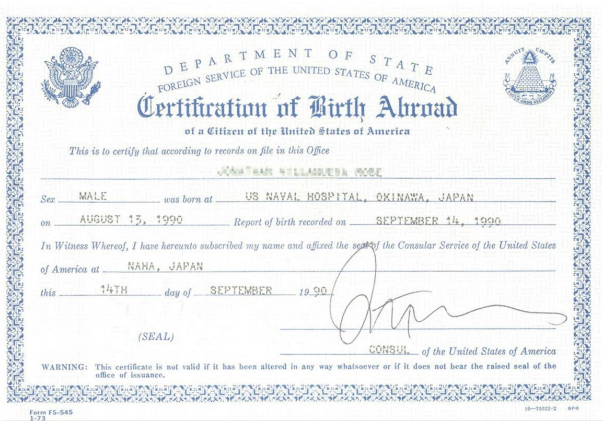 ANNUIT CŒPTIS
DEPARTMENT OF STATE
FOREIGN SERVICE OF THE UNITED STATES OF AMERICA
Certification of Birth Abroad
of a Citizen of the United States of America
This is to certify that according to records on file in this Office
JONATHAN
Sex MALE was born at US NAVAL HOSPITAL, OKINAWA, JAPAN
on AUGUST 13, 1990 Report of birth recorded on SEPTEMBER 14, 1990
In Witness Whereof, I have hereunto subscribed my name and affixed the seal of the Consular Service of the United States
of America at NAHA, JAPAN
this 14TH day of SEPTEMBER 1990
(SEAL)
CONSUL of the United States of America
WARNING: This certificate is not valid if it has been altered in any way whatsoever or if it does not bear the raised seal of the
office of issuance.
Form FS-545
1-73
GPO